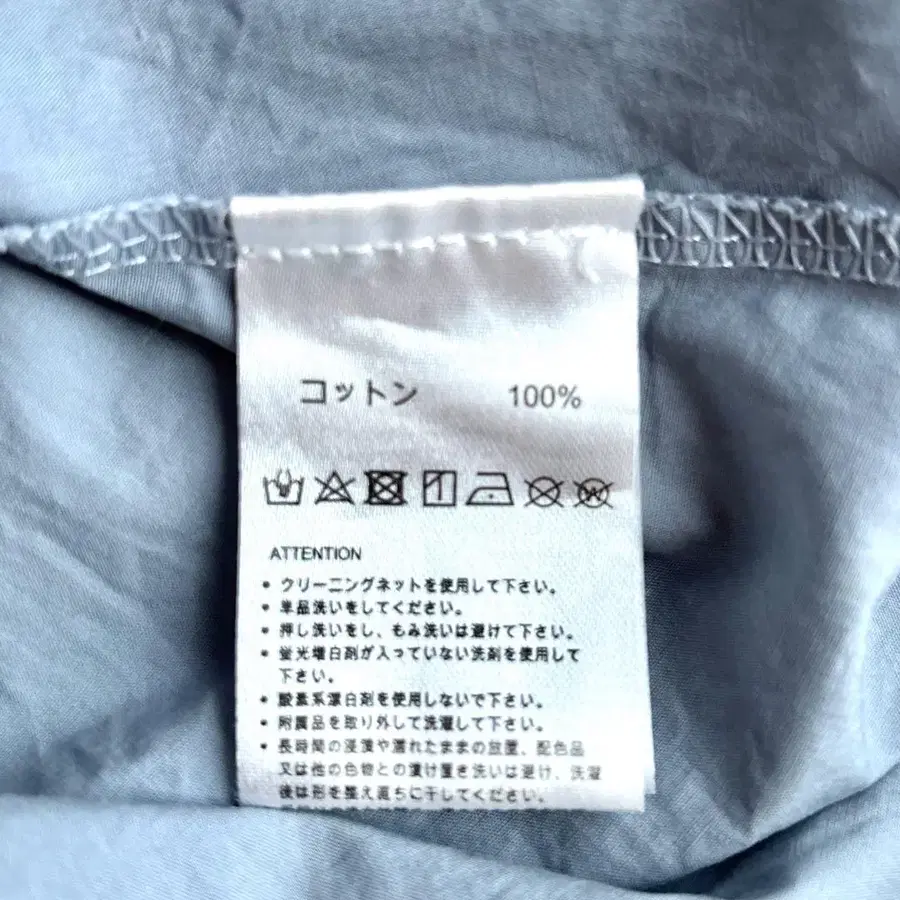 コットン 100%
ATTENTION
• クリーニングネットを使用して下さい。
• 単品洗いをしてください。
• 押し洗いをし、もみ洗いは避けて下さい。
• 蛍光増白剤が入っていない洗剤を使用して
下さい。
• 酸素系漂白剤を使用しないで下さい。
• 附属品を取り外して洗濯して下さい。
• 長時間の浸漬や濡れたままの放置、配色品
又は他の色物との漬け置き洗いは避け、洗濯
後は形を整え直ちに干してください。